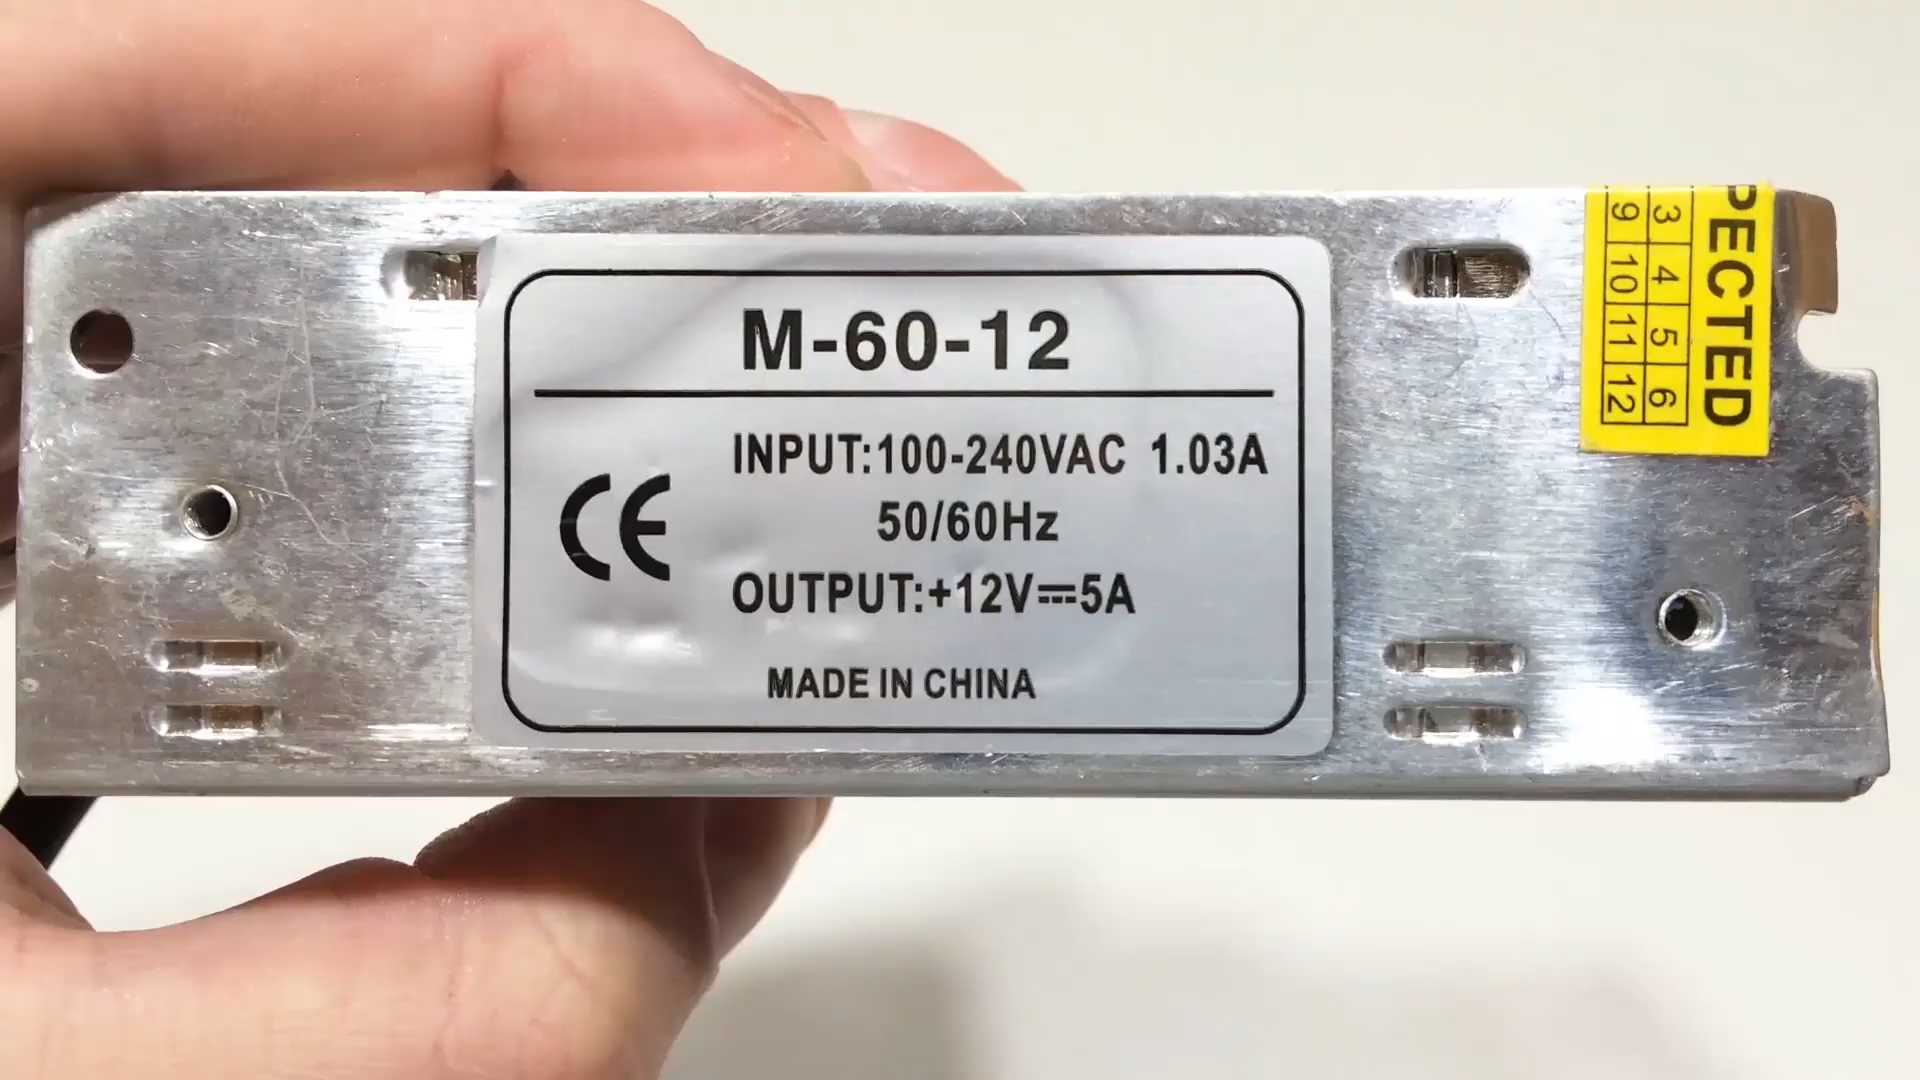 M-60-12
INPUT:100-240VAC 1.03A
50/60Hz
CE
OUTPUT:+12V⎓5A
MADE IN CHINA
PECTED
3 4 5 6
9 10 11 12